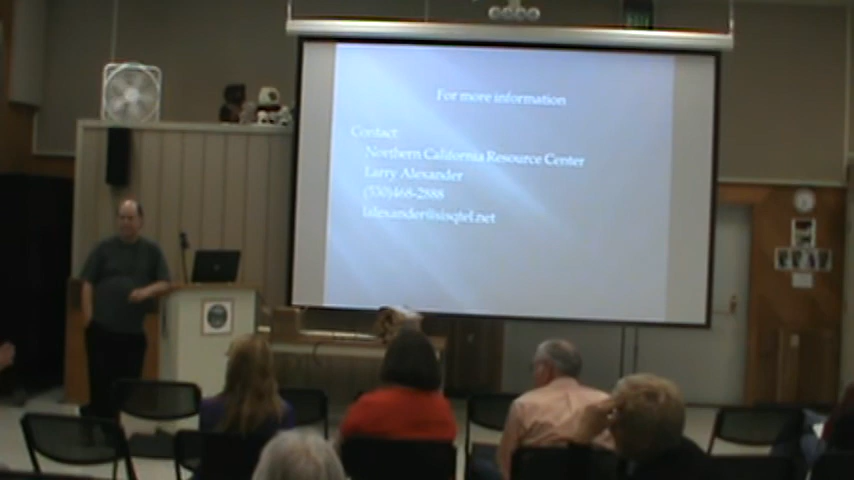 For more information
Contact:
Northern California Resource Center
Larry Alexander
(530)468-2888
lalexander@sisqtel.net